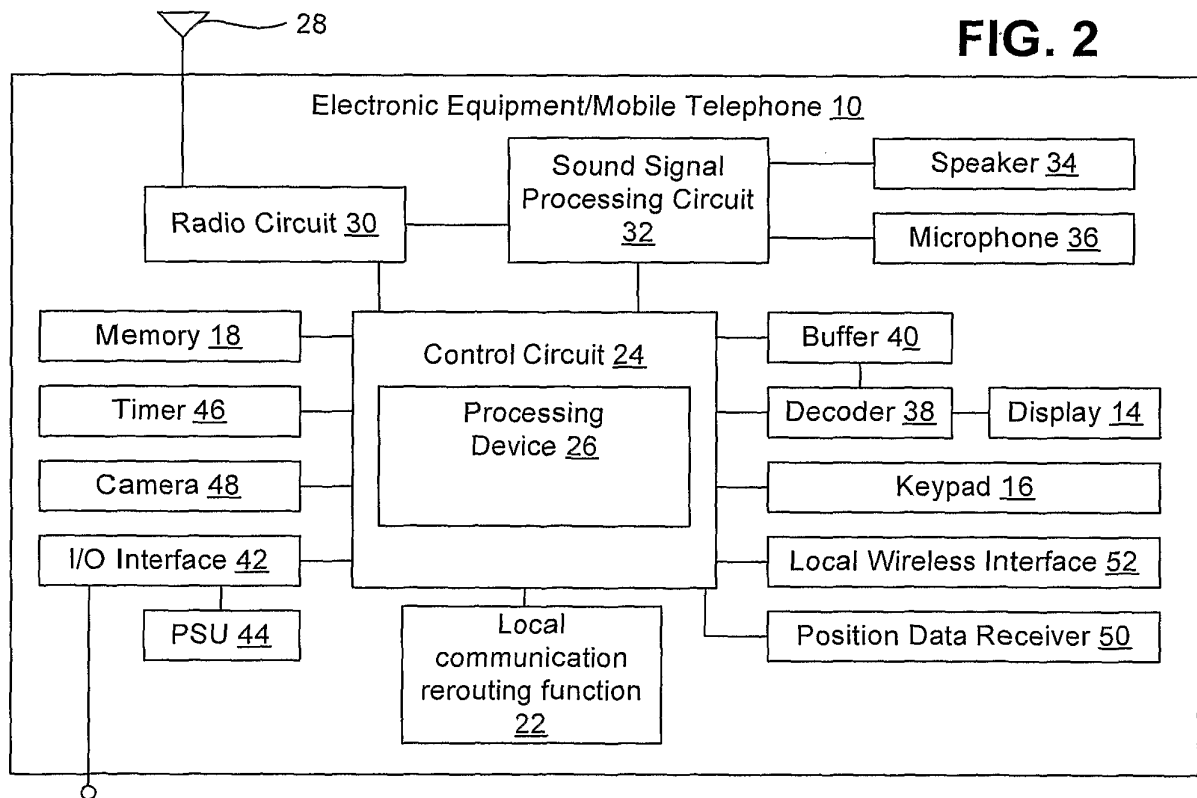 28
FIG. 2
Electronic Equipment/Mobile Telephone 10
Radio Circuit 30
Sound Signal
Processing Circuit
32
Speaker 34
Microphone 36
Memory 18
Timer 46
Camera 48
I/O Interface 42
PSU 44
Control Circuit 24
Processing
Device 26
Buffer 40
Decoder 38
Display 14
Keypad 16
Local Wireless Interface 52
Position Data Receiver 50
Local
communication
rerouting function
22